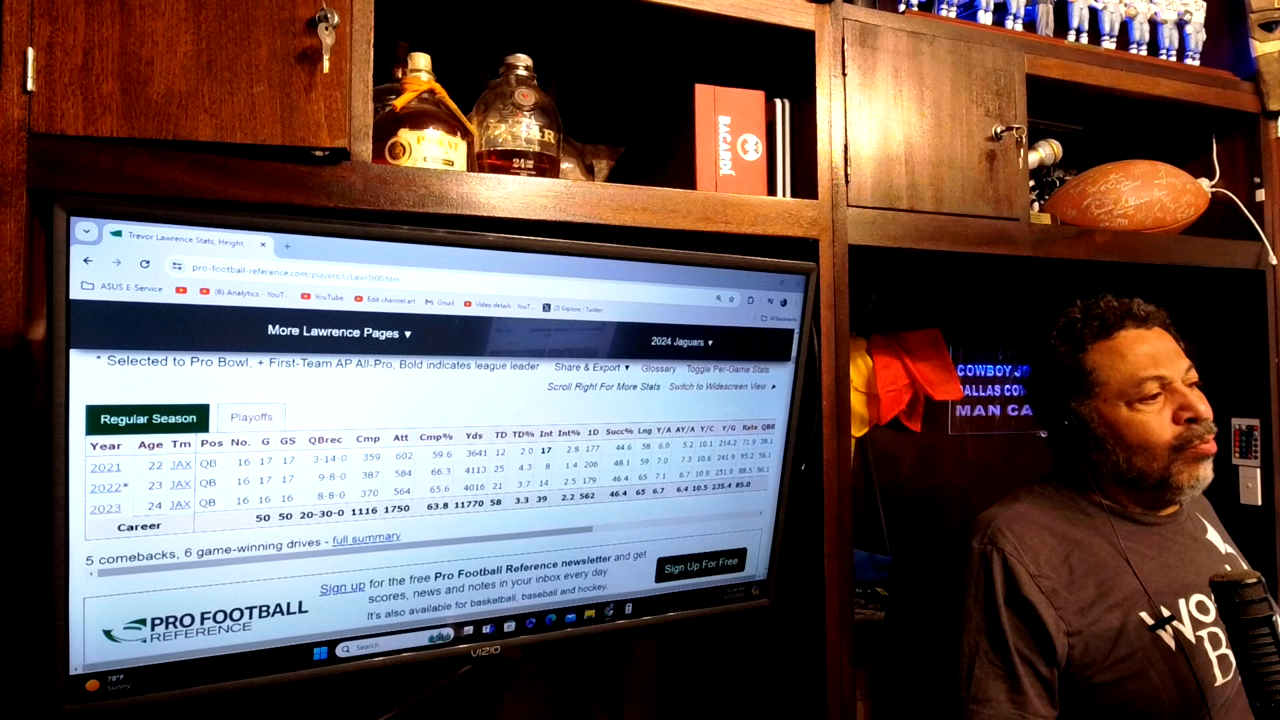 BACARDÍ
24
Trevor Lawrence Stats, Height,
pro-football-reference.com/players/L/LawrTr00.htm
ASUS E-Service
(6) Analytics - YouT...
YouTube
Edit channel art
Gmail
Video details - YouT...
(2) Explore / Twitter
All Bookmarks
More Lawrence Pages ▼
2024 Jaguars ▼
* Selected to Pro Bowl, + First-Team AP All-Pro, Bold indicates league leader
Share & Export ▼ Glossary Toggle Per-Game Stats
Scroll Right For More Stats · Switch to Widescreen View ►
Regular Season Playoffs
Year Age Tm Pos No. G GS QBrec Cmp Att Cmp% Yds TD TD% Int Int% 1D Succ% Lng Y/A AY/A Y/C Y/G Rate QBR
2021 22 JAX QB 16 17 17 3-14-0 359 602 59.6 3641 12 2.0 17 2.8 177 44.6 58 6.0 5.2 10.1 214.2 71.9
2022* 23 JAX QB 16 17 17 9-8-0 387 584 66.3 4113 25 4.3 8 1.4 206 48.1 59 7.0 7.3 10.6 241.9 95.2 56.1
2023 24 JAX QB 16 16 16 8-8-0 370 564 65.6 4016 21 3.7 14 2.5 179 46.4 65 7.1 6.7 10.9 251.0 88.5 56.1
Career 50 50 20-30-0 1116 1750 63.8 11770 58 3.3 39 2.2 562 46.4 65 6.7 6.4 10.5 235.4 85.0
5 comebacks, 6 game-winning drives - full summary
PRO FOOTBALL
REFERENCE
Sign up for the free Pro Football Reference newsletter and get
scores, news and notes in your inbox every day.
It's also available for basketball, baseball and hockey.
Sign Up For Free
Search
78°F
Sunny
VIZIO
COWBOY
DALLAS
MAN CA
WO
B